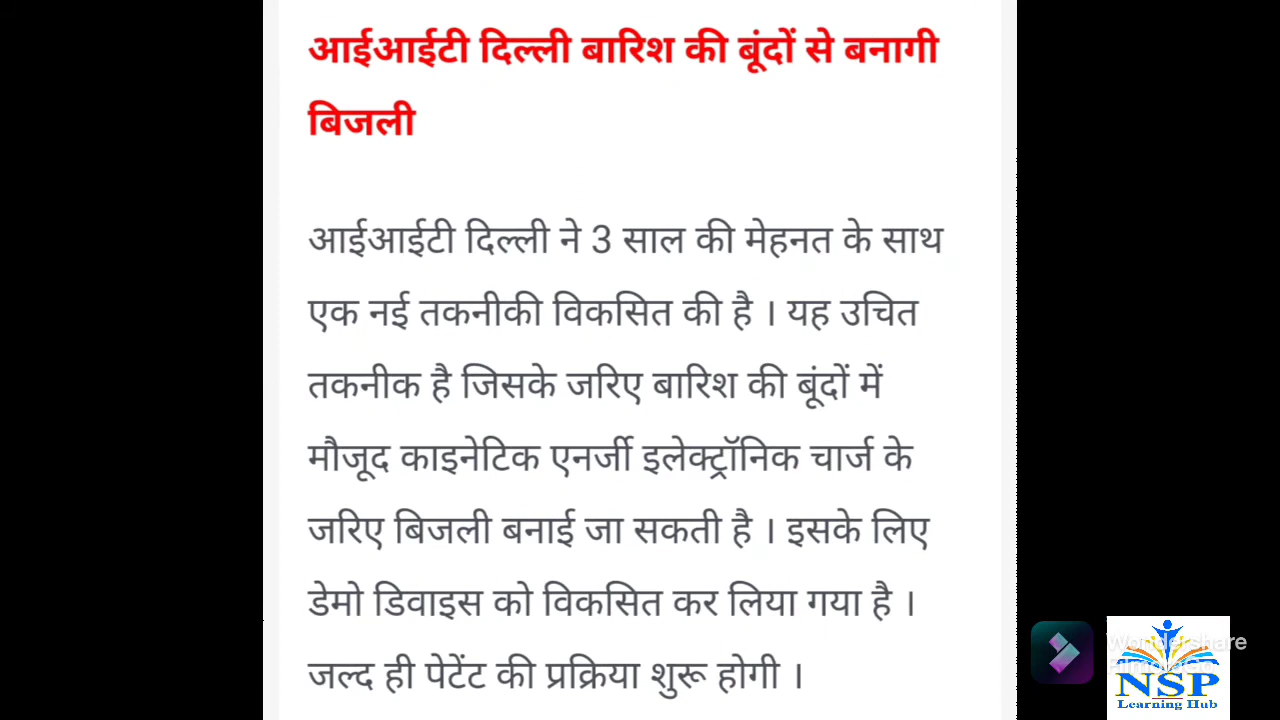 आईआईटी दिल्ली बारिश की बूंदों से बनागी
बिजली
आईआईटी दिल्ली ने 3 साल की मेहनत के साथ
एक नई तकनीकी विकसित की है । यह उचित
तकनीक है जिसके जरिए बारिश की बूंदों में
मौजूद काइनेटिक एनर्जी इलेक्ट्रॉनिक चार्ज के
जरिए बिजली बनाई जा सकती है । इसके लिए
डेमो डिवाइस को विकसित कर लिया गया है ।
जल्द ही पेटेंट की प्रक्रिया शुरू होगी ।
Wondershare
NSP
Learning Hub